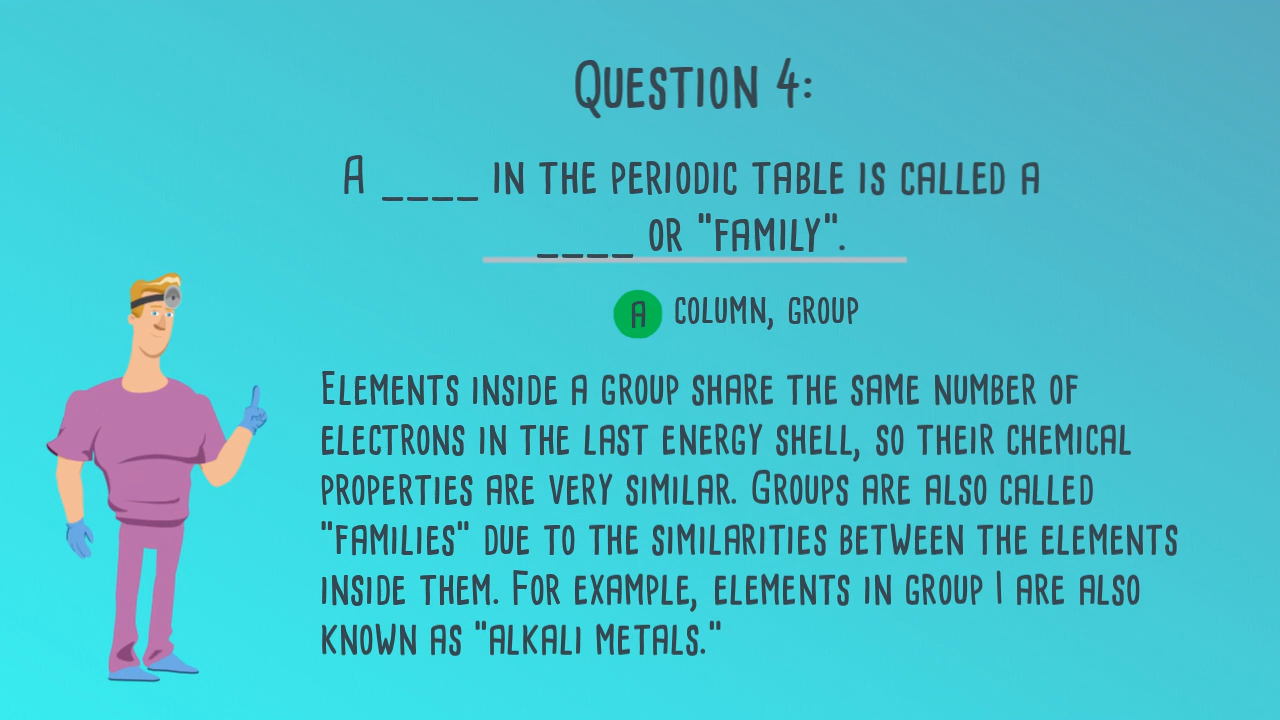 Question 4:
A ____ in the periodic table is called a
____ or "family".
A column, group
Elements inside a group share the same number of
electrons in the last energy shell, so their chemical
properties are very similar. Groups are also called
"families" due to the similarities between the elements
inside them. For example, elements in group I are also
known as "alkali metals."